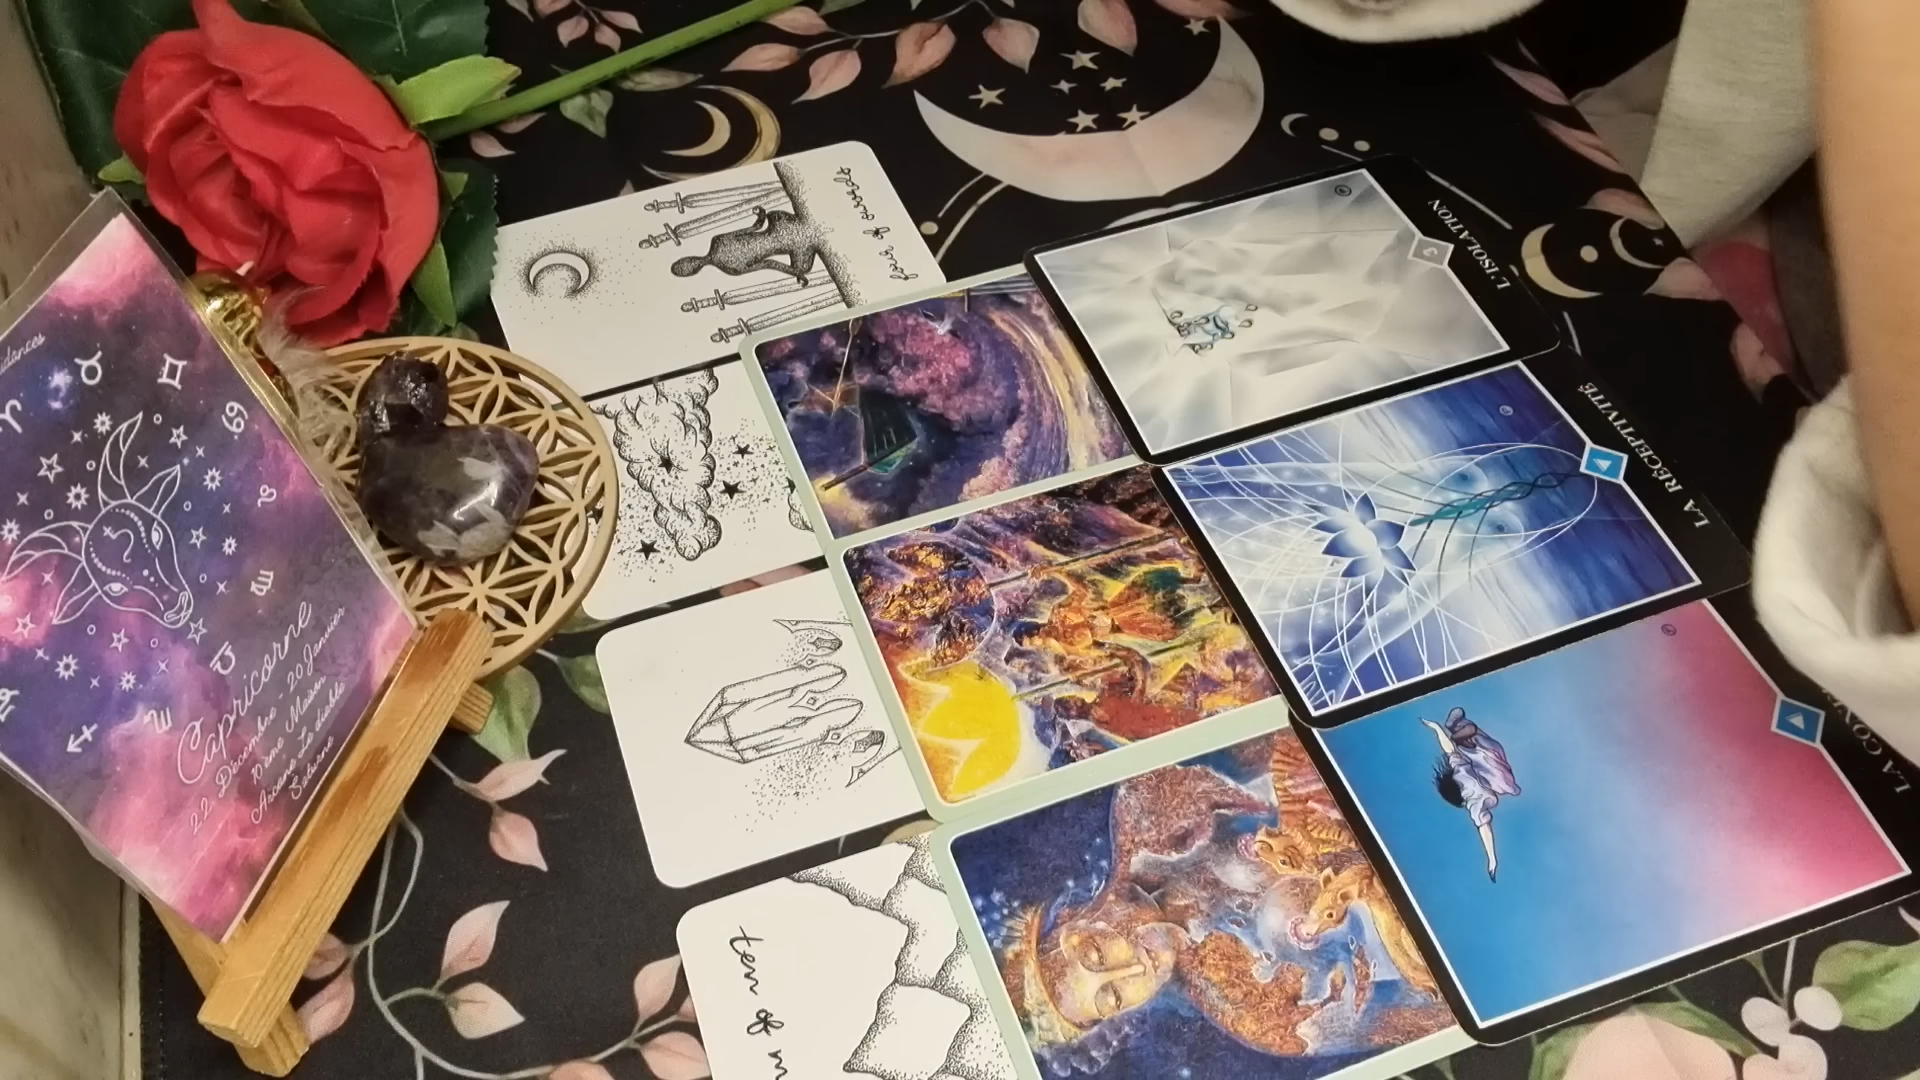 Capricorne
22 Décembre - 20 Janvier
10ème Maison
Arcane Le diable
Saturne
four of swords
ten of m
L'ISOLATION
3
LA RÉCEPTIVITÉ